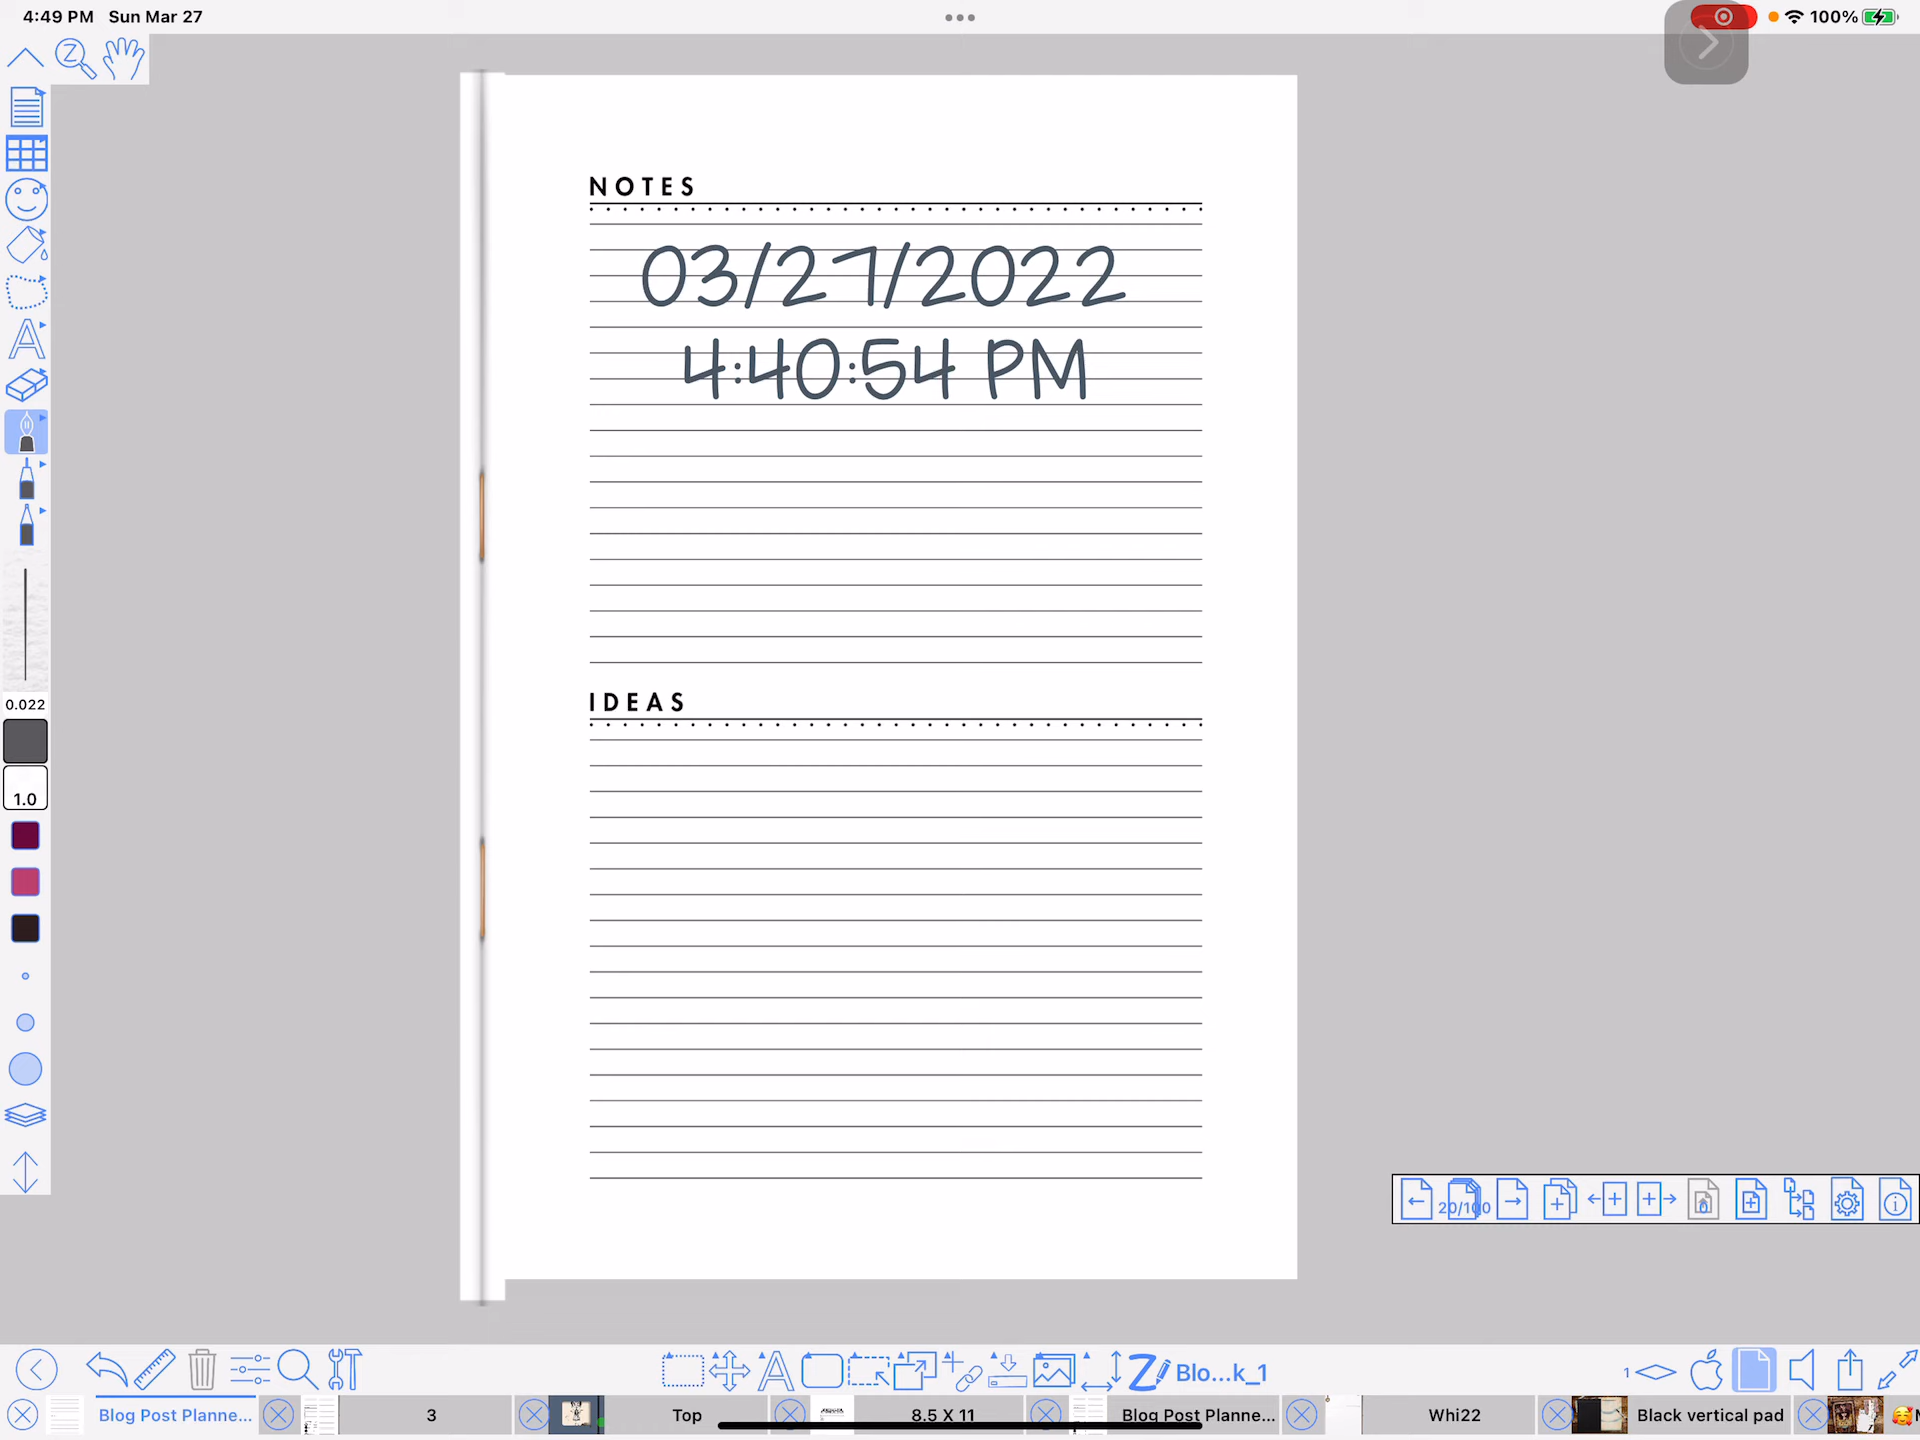 4:49 PM Sun Mar 27
100%
NOTES
03/27/2022
4:40:54 PM
0.022
1.0
IDEAS
20/100
Blo...k_1
1
Blog Post Planne...
3
Top
8.5 X 11
Blog Post Planne...
Whi22
Black vertical pad